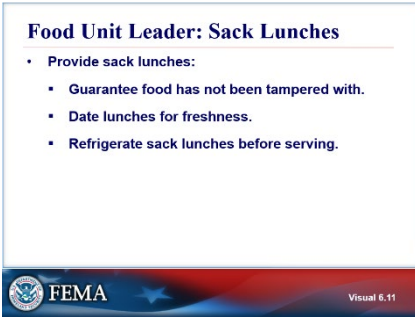 Food Unit Leader: Sack Lunches
• Provide sack lunches:
▪ Guarantee food has not been tampered with.
▪ Date lunches for freshness.
▪ Refrigerate sack lunches before serving.
FEMA
Visual 6.11